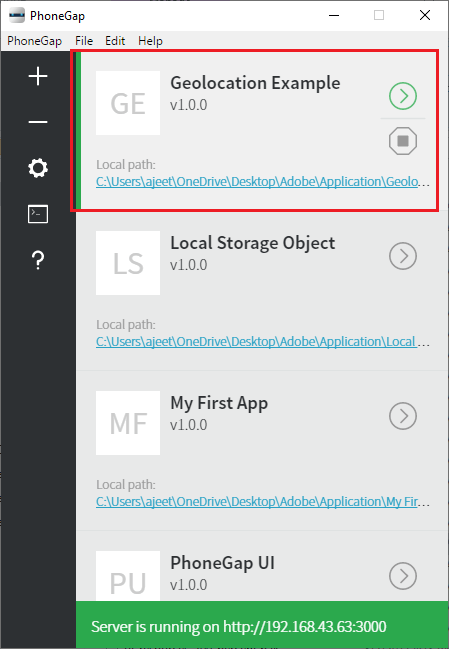 PhoneGap
PhoneGap File Edit Help
GE
Geolocation Example
v1.0.0
Local path:
C:\Users\ajeet\OneDrive\Desktop\Adobe\Application\Geolo...
LS
Local Storage Object
v1.0.0
Local path:
C:\Users\ajeet\OneDrive\Desktop\Adobe\Application\Local ...
MF
My First App
v1.0.0
Local path:
C:\Users\ajeet\OneDrive\Desktop\Adobe\Application\My Fir...
PU
PhoneGap UI
v1.0.0
Server is running on http://192.168.43.63:3000